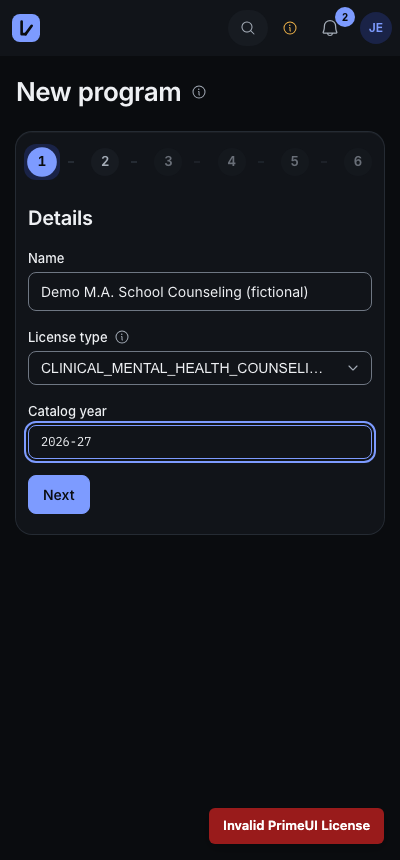 2
JE
New program
1
2
3
4
5
6
Details
Name
Demo M.A. School Counseling (fictional)
License type
CLINICAL_MENTAL_HEALTH_COUNSELI...
Catalog year
2026-27
Next
Invalid PrimeUI License